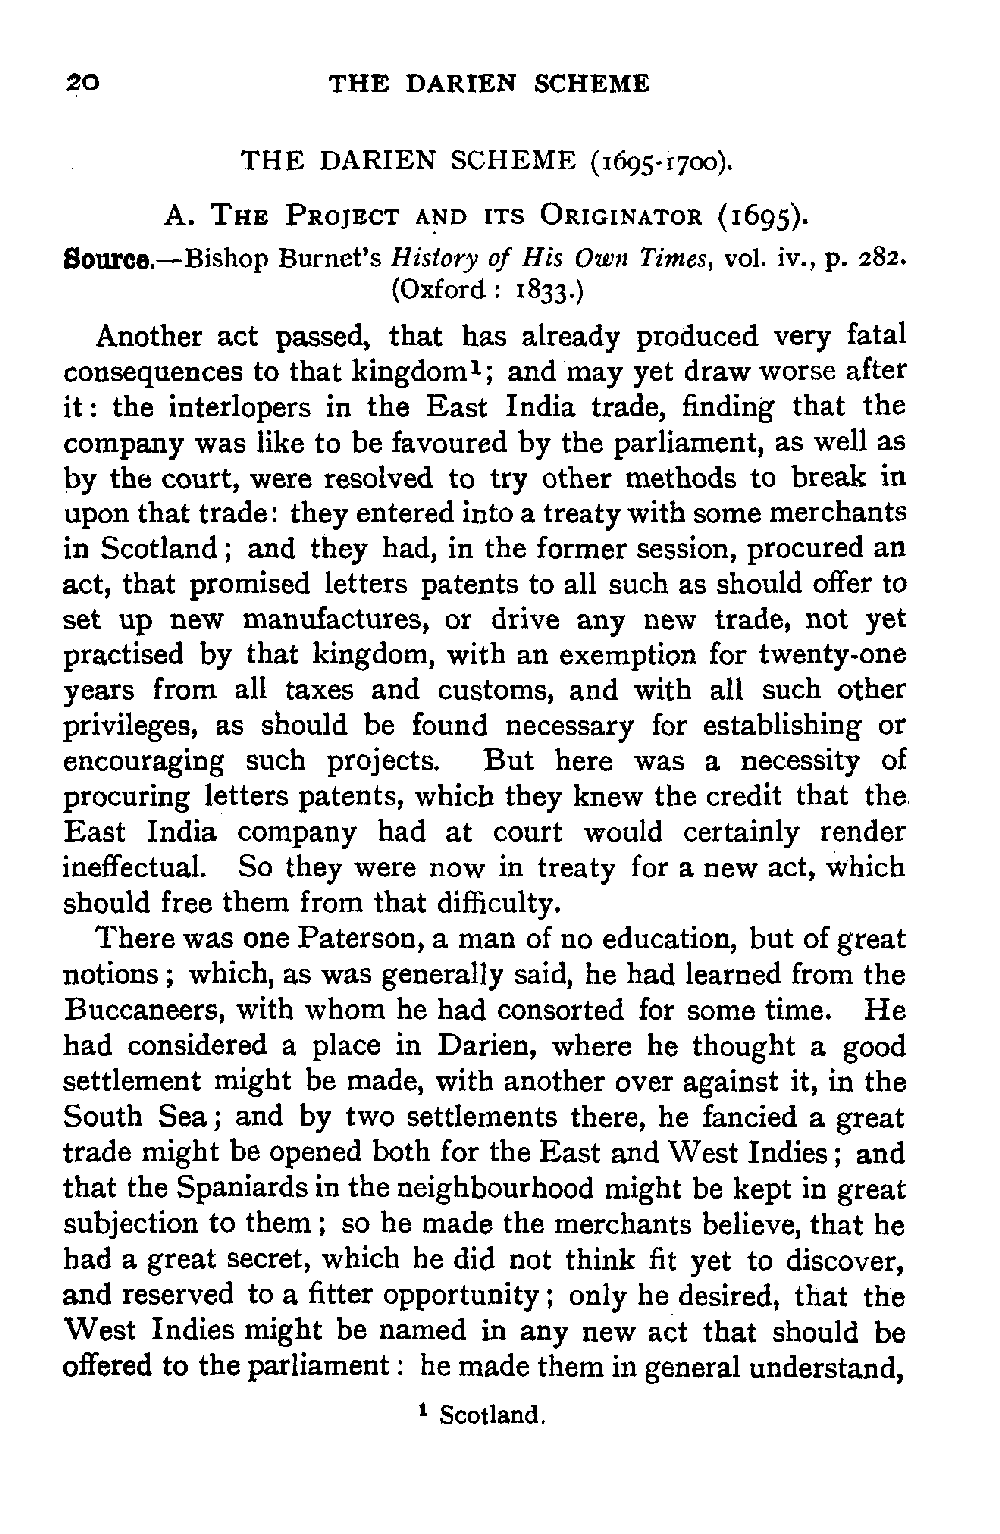 20 THE DARIEN SCHEME
THE DARIEN SCHEME (1695-1700).
A. THE PROJECT AND ITS ORIGINATOR (1695).
Source.—Bishop Burnet's History of His Own Times, vol. iv., p. 282.
(Oxford: 1833.)
Another act passed, that has already produced very fatal
consequences to that kingdom¹; and may yet draw worse after
it: the interlopers in the East India trade, finding that the
company was like to be favoured by the parliament, as well as
by the court, were resolved to try other methods to break in
upon that trade: they entered into a treaty with some merchants
in Scotland; and they had, in the former session, procured an
act, that promised letters patents to all such as should offer to
set up new manufactures, or drive any new trade, not yet
practised by that kingdom, with an exemption for twenty-one
years from all taxes and customs, and with all such other
privileges, as should be found necessary for establishing or
encouraging such projects. But here was a necessity of
procuring letters patents, which they knew the credit that the
East India company had at court would certainly render
ineffectual. So they were now in treaty for a new act, which
should free them from that difficulty.
There was one Paterson, a man of no education, but of great
notions; which, as was generally said, he had learned from the
Buccaneers, with whom he had consorted for some time. He
had considered a place in Darien, where he thought a good
settlement might be made, with another over against it, in the
South Sea; and by two settlements there, he fancied a great
trade might be opened both for the East and West Indies; and
that the Spaniards in the neighbourhood might be kept in great
subjection to them; so he made the merchants believe, that he
had a great secret, which he did not think fit yet to discover,
and reserved to a fitter opportunity; only he desired, that the
West Indies might be named in any new act that should be
offered to the parliament: he made them in general understand,
¹ Scotland.